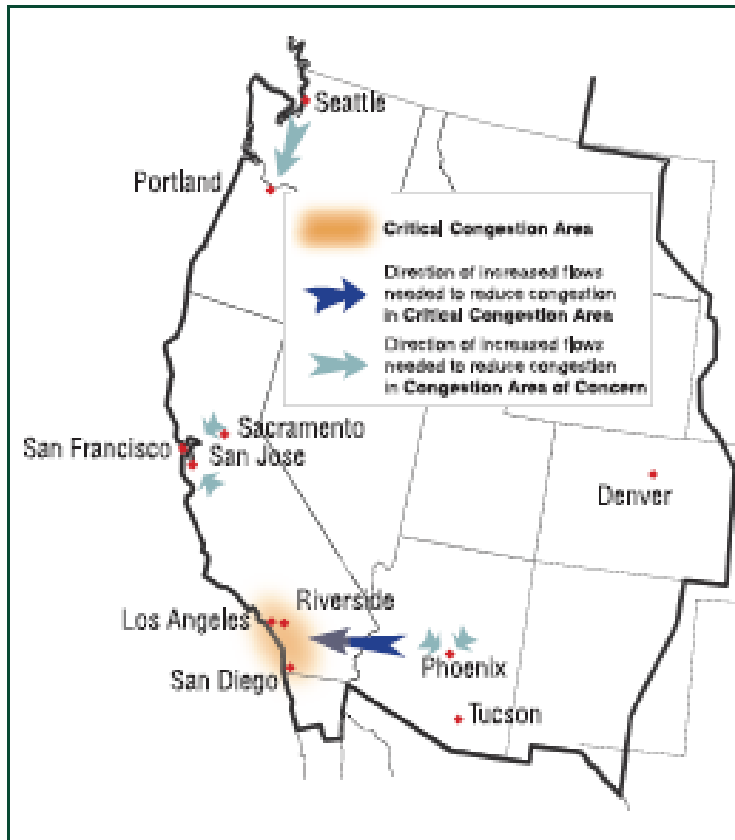 Seattle
Portland
Critical Congestion Area
Direction of increased flows
needed to reduce congestion
in Critical Congestion Area
Direction of increased flows
needed to reduce congestion
in Congestion Area of Concern
Sacramento
San Francisco
San Jose
Denver
Riverside
Los Angeles
Phoenix
San Diego
Tucson